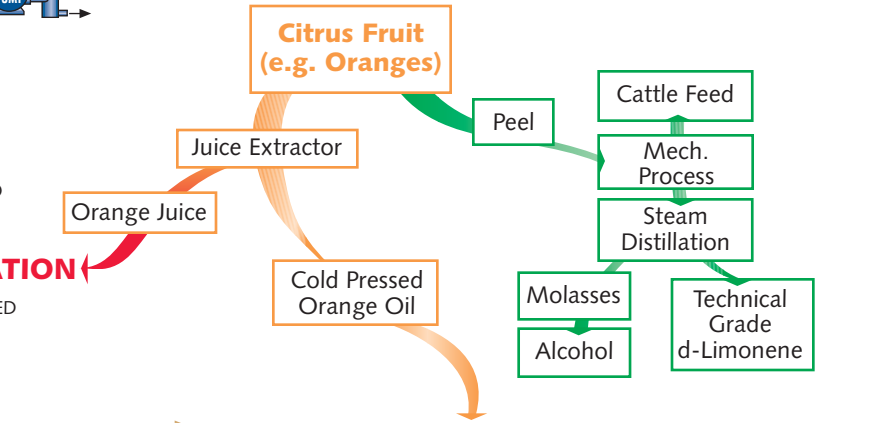 Citrus Fruit
(e.g. Oranges)
Cattle Feed
Peel
Juice Extractor
Mech.
Process
Orange Juice
Steam
Distillation
ATION
ED
Cold Pressed
Orange Oil
Molasses
Technical
Grade
d-Limonene
Alcohol